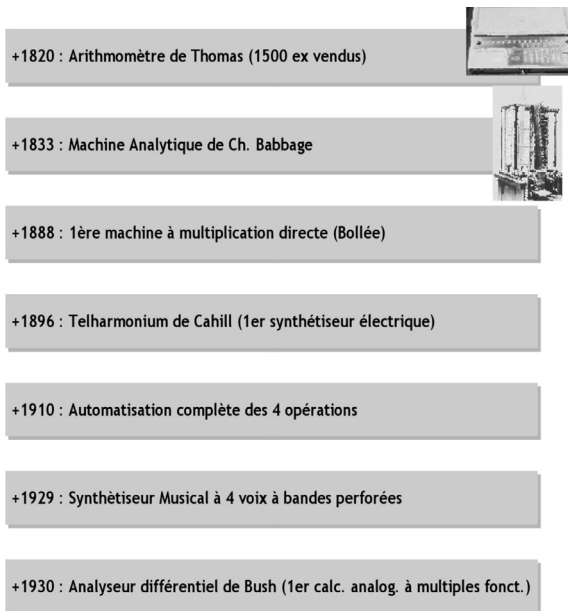 +1820 : Arithmomètre de Thomas (1500 ex vendus)
+1833 : Machine Analytique de Ch. Babbage
+1888 : 1ère machine à multiplication directe (Bollée)
+1896 : Telharmonium de Cahill (1er synthétiseur électrique)
+1910 : Automatisation complète des 4 opérations
+1929 : Synthètiseur Musical à 4 voix à bandes perforées
+1930 : Analyseur différentiel de Bush (1er calc. analog. à multiples fonct.)